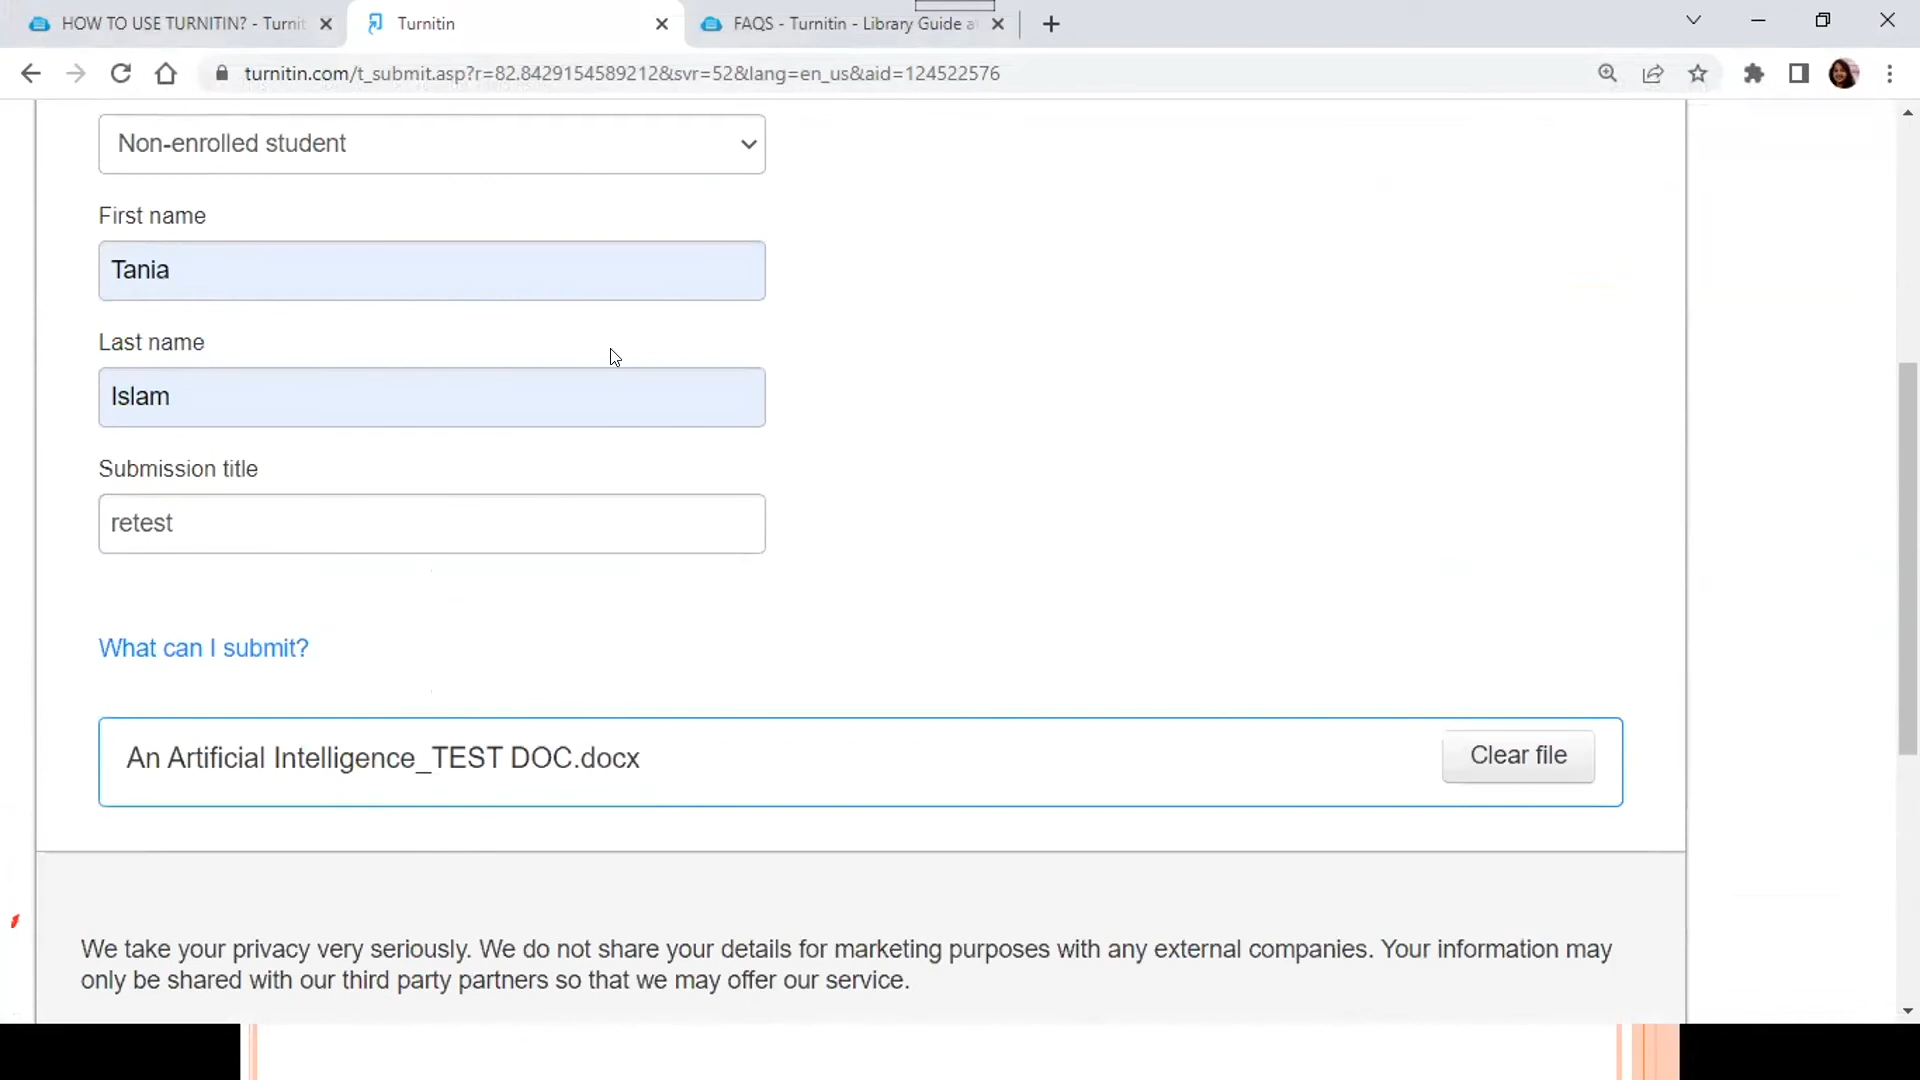 HOW TO USE TURNITIN? - Turnit
Turnitin
FAQS - Turnitin - Library Guide a
turnitin.com/t_submit.asp?r=82.8429154589212&svr=52&lang=en_us&aid=124522576
Non-enrolled student
First name
Tania
Last name
Islam
Submission title
retest
What can I submit?
An Artificial Intelligence_TEST DOC.docx
Clear file
We take your privacy very seriously. We do not share your details for marketing purposes with any external companies. Your information may
only be shared with our third party partners so that we may offer our service.